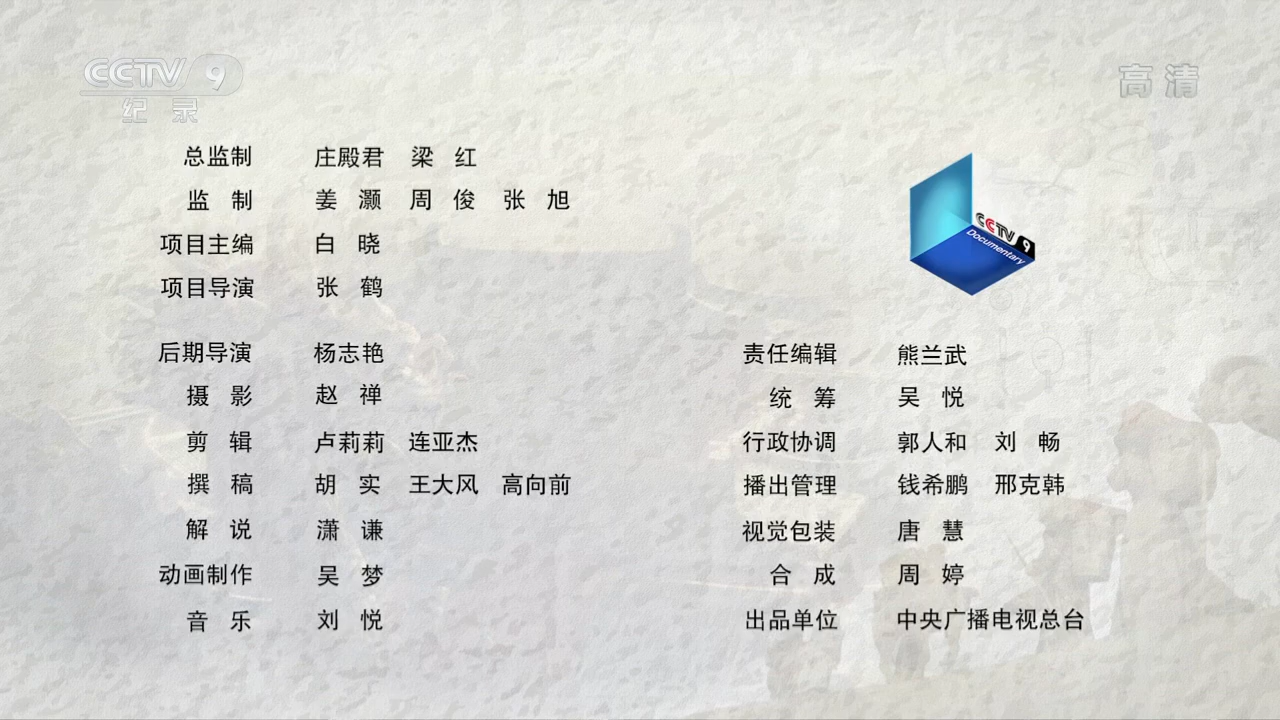 CCTV 9
纪录
高清
总监制 庄殿君 梁红
监制 姜灏 周俊 张旭
项目主编 白晓
项目导演 张鹤
CCTV 9
Documentary
后期导演 杨志艳
摄影 赵禅
剪辑 卢莉莉 连亚杰
撰稿 胡实 王大风 高向前
解说 潇谦
动画制作 吴梦
音乐 刘悦
责任编辑 熊兰武
统筹 吴悦
行政协调 郭人和 刘畅
播出管理 钱希鹏 邢克韩
视觉包装 唐慧
合成 周婷
出品单位 中央广播电视总台